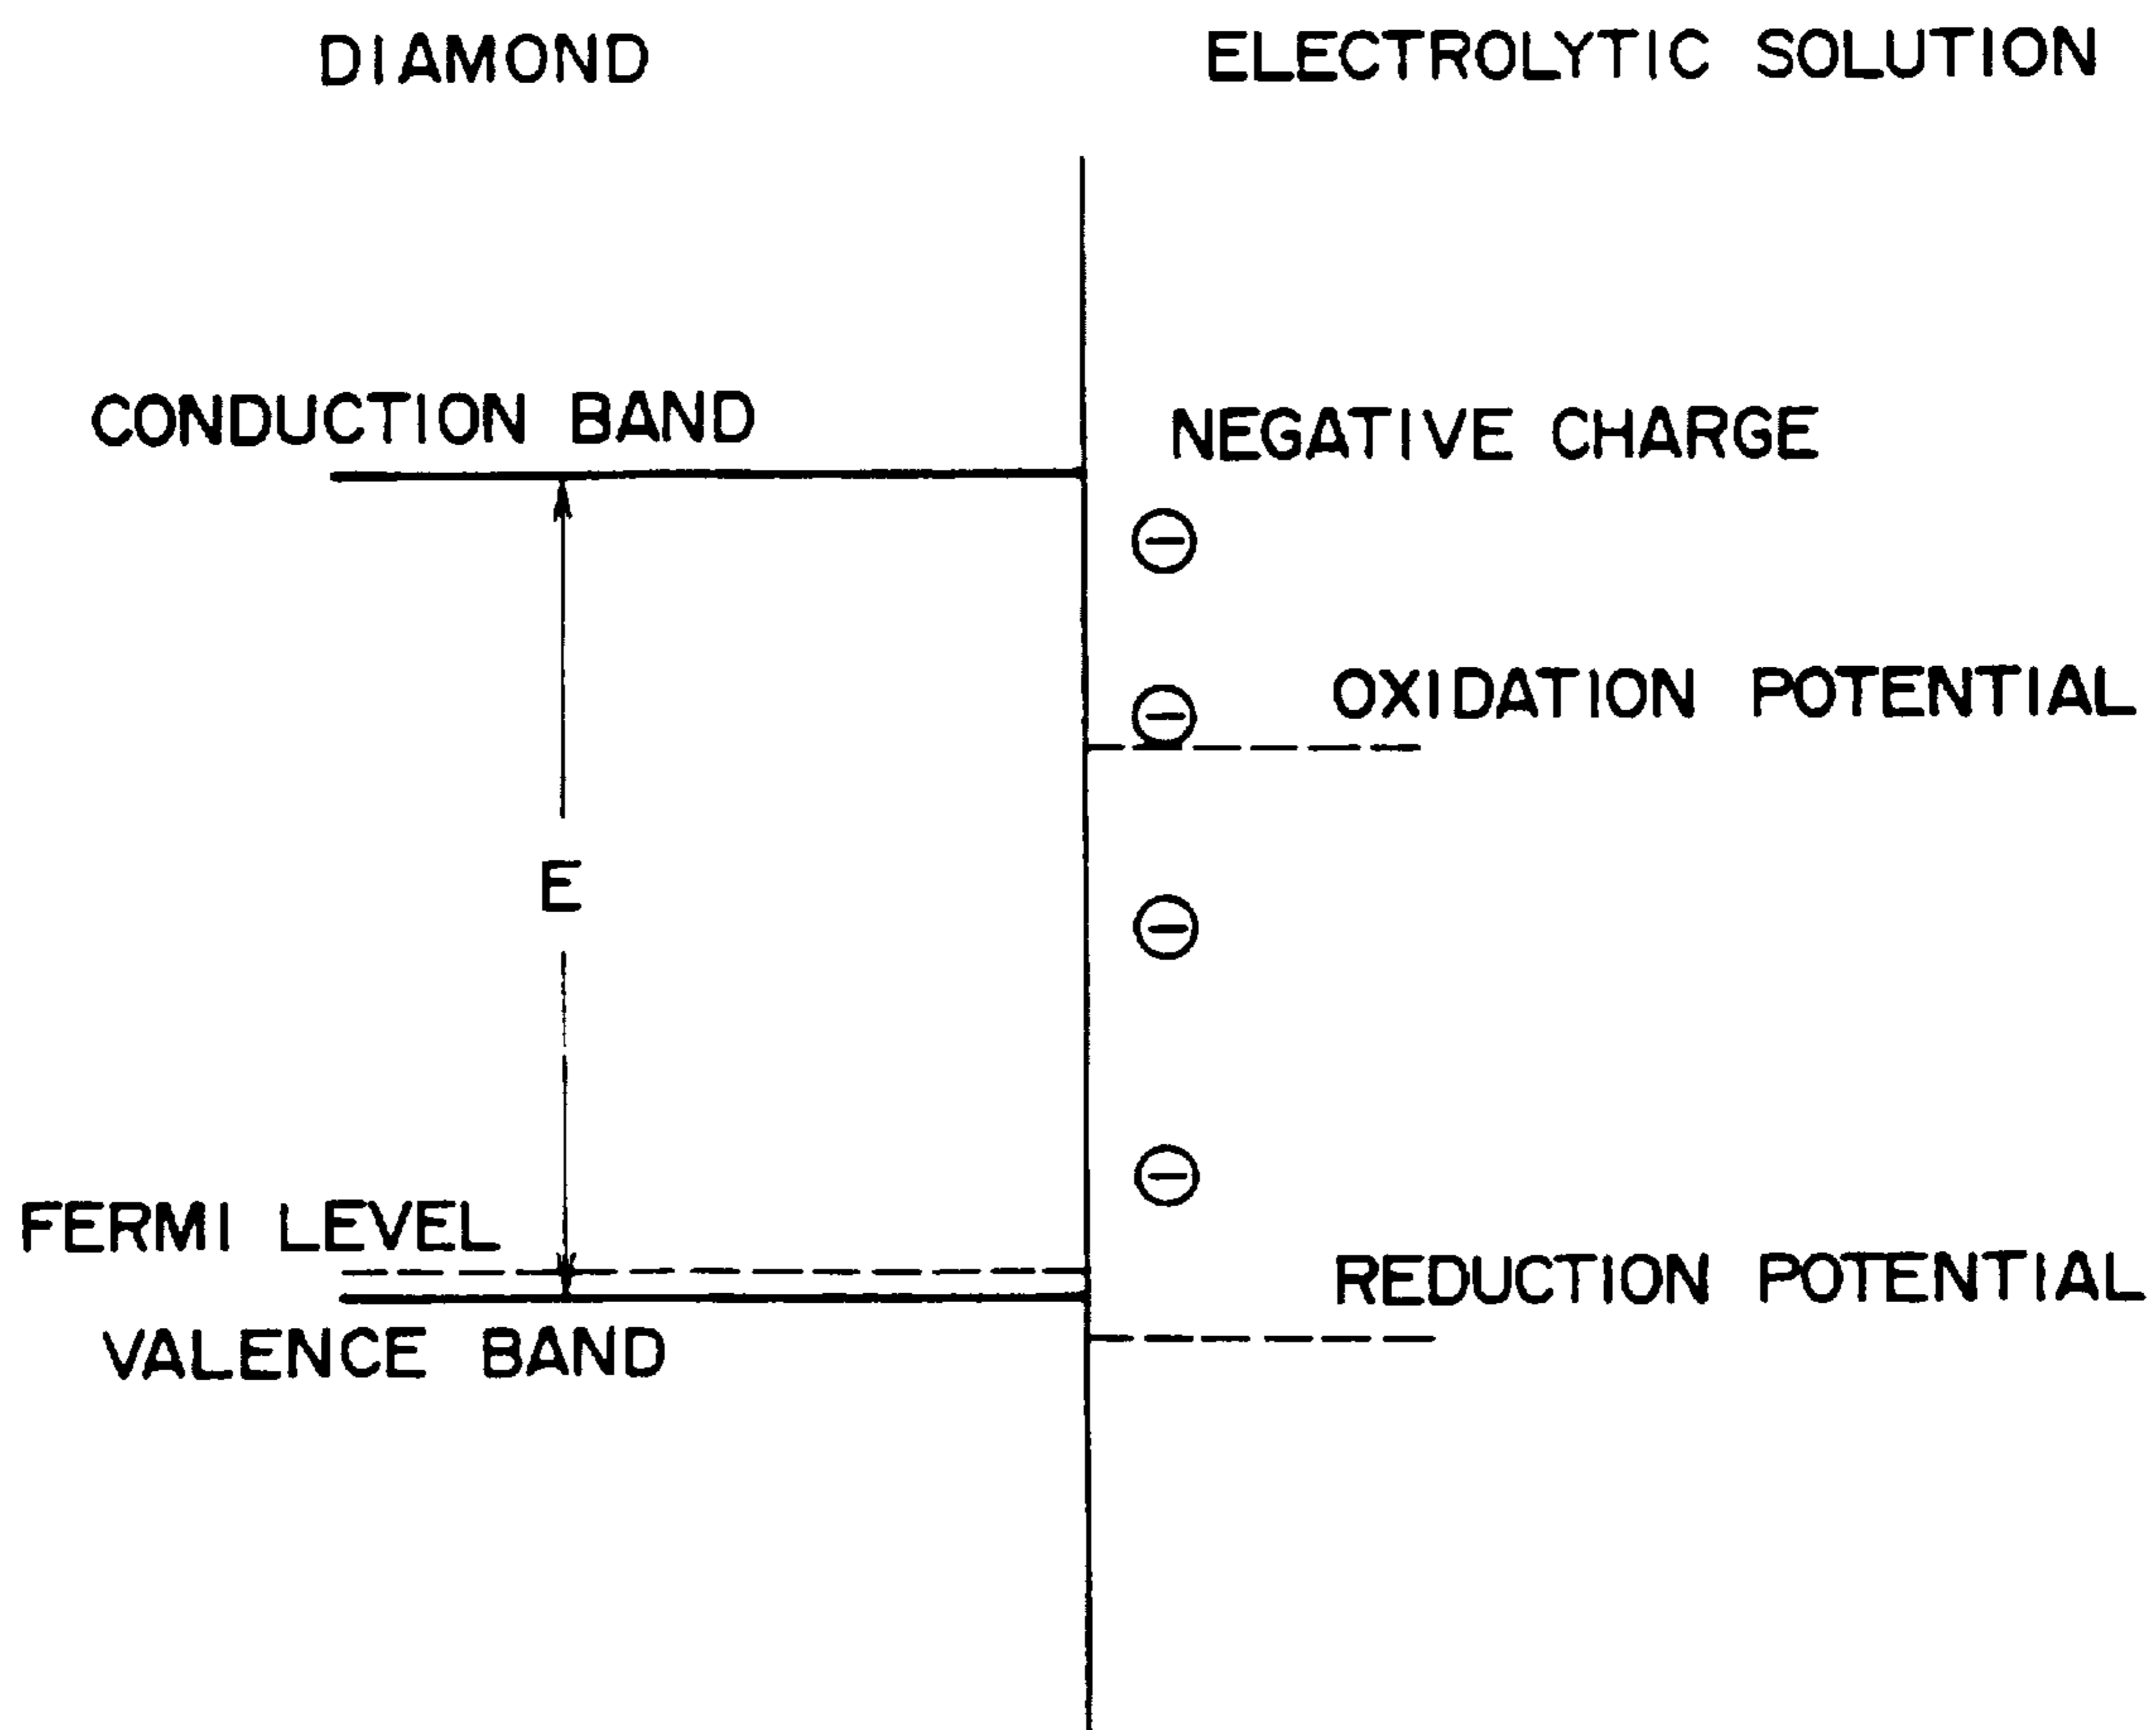 DIAMOND
ELECTROLYTIC SOLUTION
CONDUCTION BAND
NEGATIVE CHARGE
OXIDATION POTENTIAL
E
FERMI LEVEL
REDUCTION POTENTIAL
VALENCE BAND